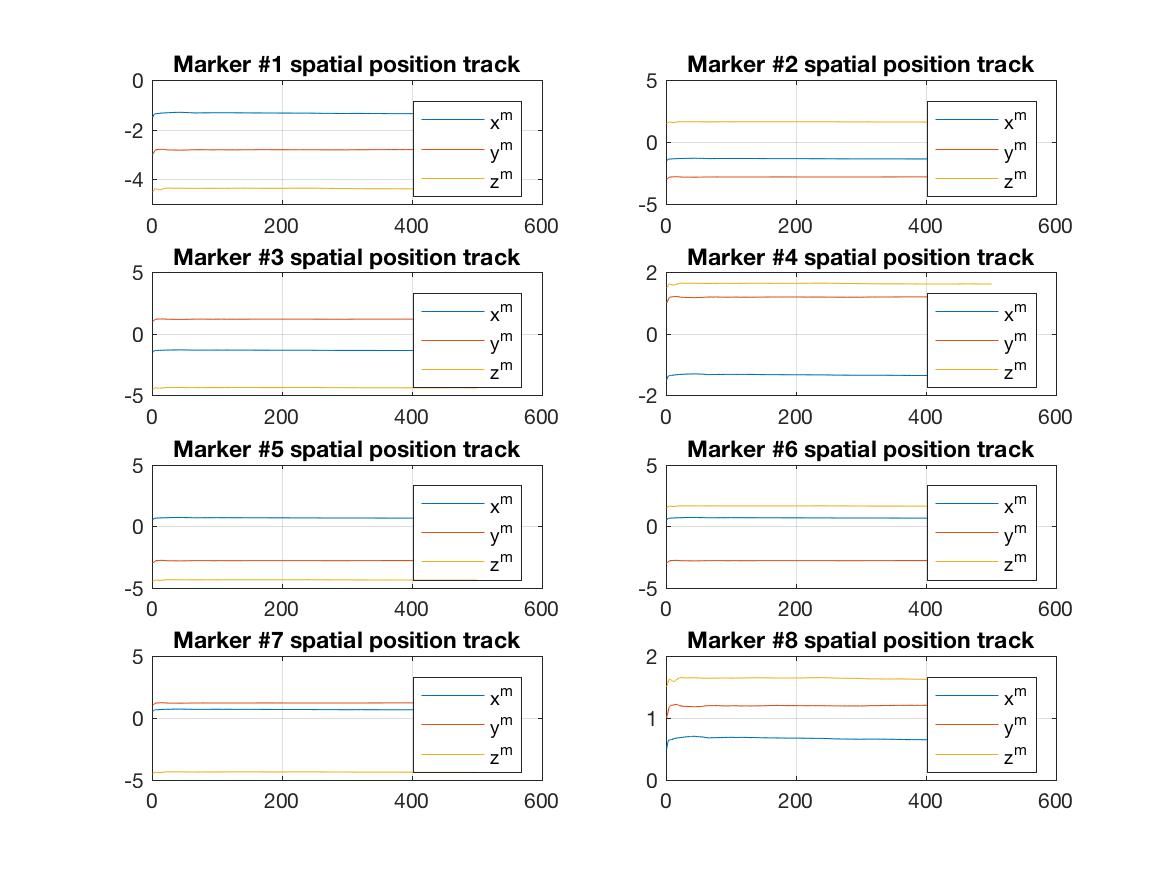 Marker #1 spatial position track
0
-2
-4
x^m
y^m
z^m
0 200 400 600
Marker #2 spatial position track
5
0
-5
x^m
y^m
z^m
0 200 400 600
Marker #3 spatial position track
5
0
-5
x^m
y^m
z^m
0 200 400 600
Marker #4 spatial position track
2
0
-2
x^m
y^m
z^m
0 200 400 600
Marker #5 spatial position track
5
0
-5
x^m
y^m
z^m
0 200 400 600
Marker #6 spatial position track
5
0
-5
x^m
y^m
z^m
0 200 400 600
Marker #7 spatial position track
5
0
-5
x^m
y^m
z^m
0 200 400 600
Marker #8 spatial position track
2
1
0
x^m
y^m
z^m
0 200 400 600